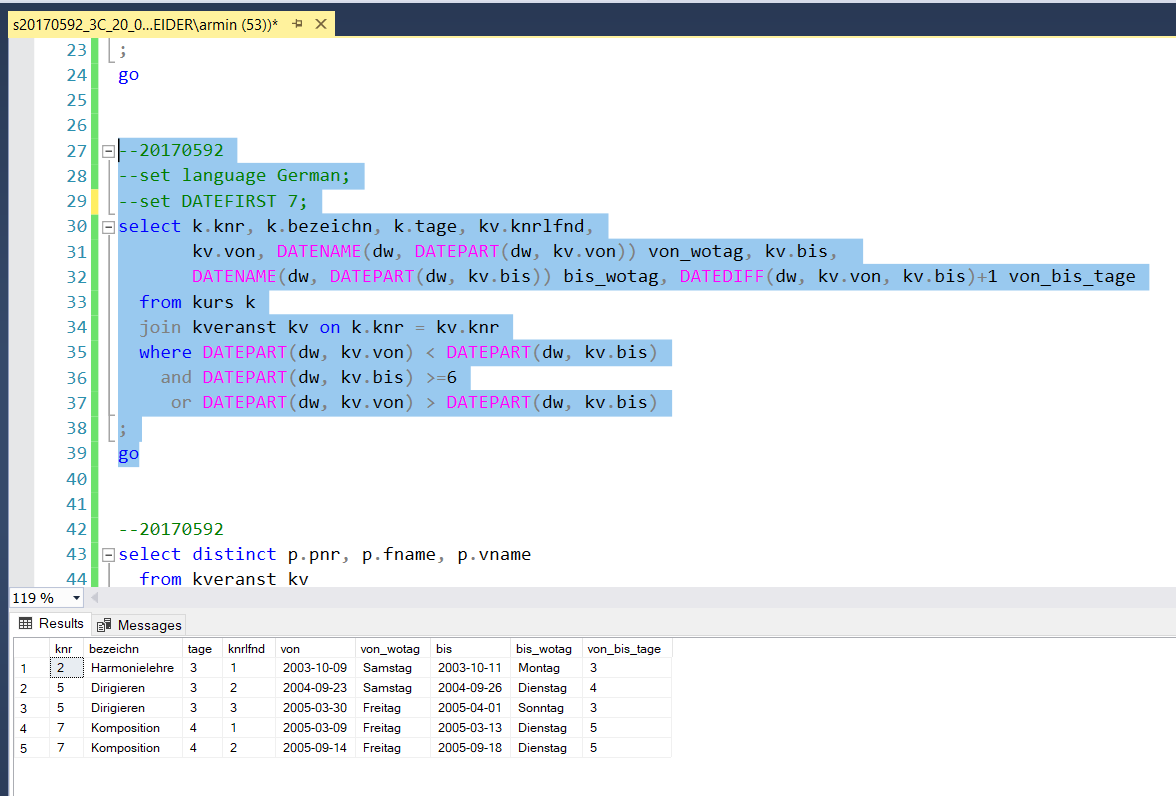 s20170592_3C_20_0...EIDER\armin (53))*
23 ;
24 go
25
26
27 --20170592
28 --set language German;
29 --set DATEFIRST 7;
30 select k.knr, k.bezeichn, k.tage, kv.knrlfnd,
31 kv.von, DATENAME(dw, DATEPART(dw, kv.von)) von_wotag, kv.bis,
32 DATENAME(dw, DATEPART(dw, kv.bis)) bis_wotag, DATEDIFF(dw, kv.von, kv.bis)+1 von_bis_tage
33 from kurs k
34 join kveranst kv on k.knr = kv.knr
35 where DATEPART(dw, kv.von) < DATEPART(dw, kv.bis)
36 and DATEPART(dw, kv.bis) >=6
37 or DATEPART(dw, kv.von) > DATEPART(dw, kv.bis)
38 ;
39 go
40
41
42 --20170592
43 select distinct p.pnr, p.fname, p.vname
44 from kveranst kv
119 %
Results Messages
knr bezeichn tage knrlfnd von von_wotag bis bis_wotag von_bis_tage
1 2 Harmonielehre 3 1 2003-10-09 Samstag 2003-10-11 Montag 3
2 5 Dirigieren 3 2 2004-09-23 Samstag 2004-09-26 Dienstag 4
3 5 Dirigieren 3 3 2005-03-30 Freitag 2005-04-01 Sonntag 3
4 7 Komposition 4 1 2005-03-09 Freitag 2005-03-13 Dienstag 5
5 7 Komposition 4 2 2005-09-14 Freitag 2005-09-18 Dienstag 5